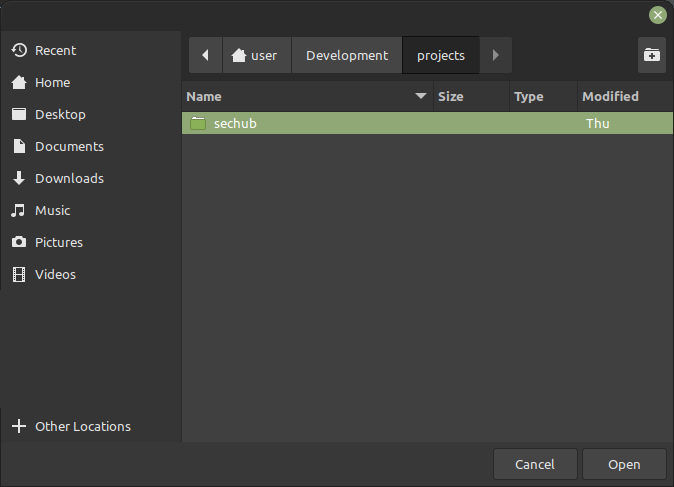 Recent
Home
Desktop
Documents
Downloads
Music
Pictures
Videos
Other Locations
user Development projects
Name Size Type Modified
sechub Thu
Cancel Open